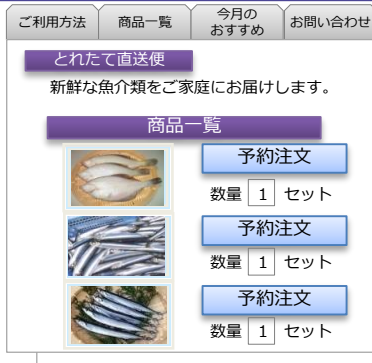 ご利用方法
商品一覧
今月の
おすすめ
お問い合わせ
とれたて直送便
新鮮な魚介類をご家庭にお届けします。
商品一覧
予約注文
数量 1 セット
予約注文
数量 1 セット
予約注文
数量 1 セット